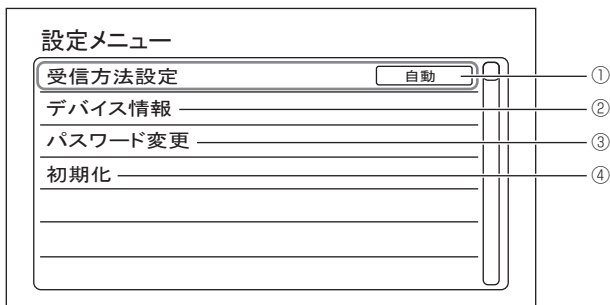 設定メニュー
受信方法設定 自動 ①
デバイス情報 ②
パスワード変更 ③
初期化 ④